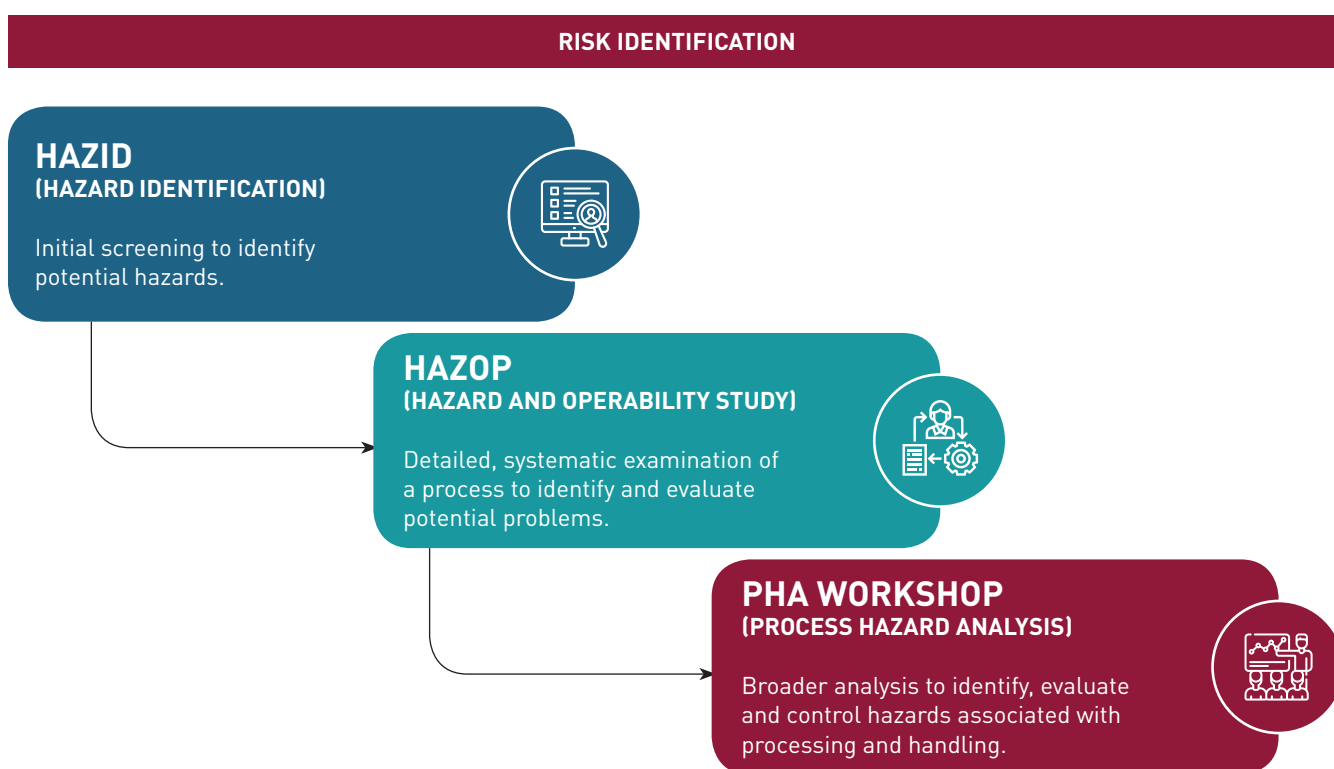 RISK IDENTIFICATION
HAZID
(HAZARD IDENTIFICATION)
Initial screening to identify
potential hazards.
HAZOP
(HAZARD AND OPERABILITY STUDY)
Detailed, systematic examination of
a process to identify and evaluate
potential problems.
PHA WORKSHOP
(PROCESS HAZARD ANALYSIS)
Broader analysis to identify, evaluate
and control hazards associated with
processing and handling.